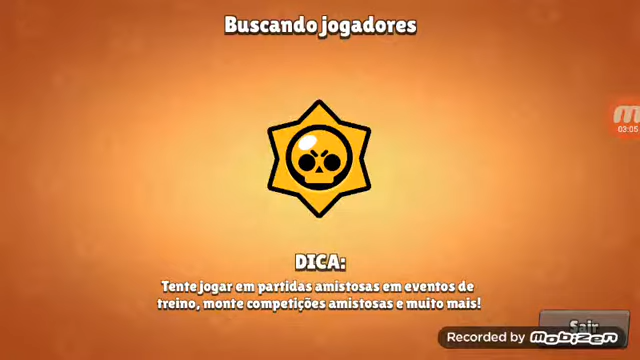 Buscando jogadores
03:05
DICA:
Tente jogar em partidas amistosas em eventos de
treino, monte competições amistosas e muito mais!
Sair
Recorded by Mobizen